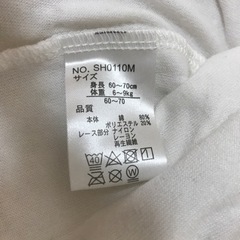 NO. SH0110M
サイズ
身長 60～70cm
体重 6～9kg
60－70
品質
綿 80%
ポリエステル 20%
レース部分 ナイロン
レーヨン
再生繊維
40
W